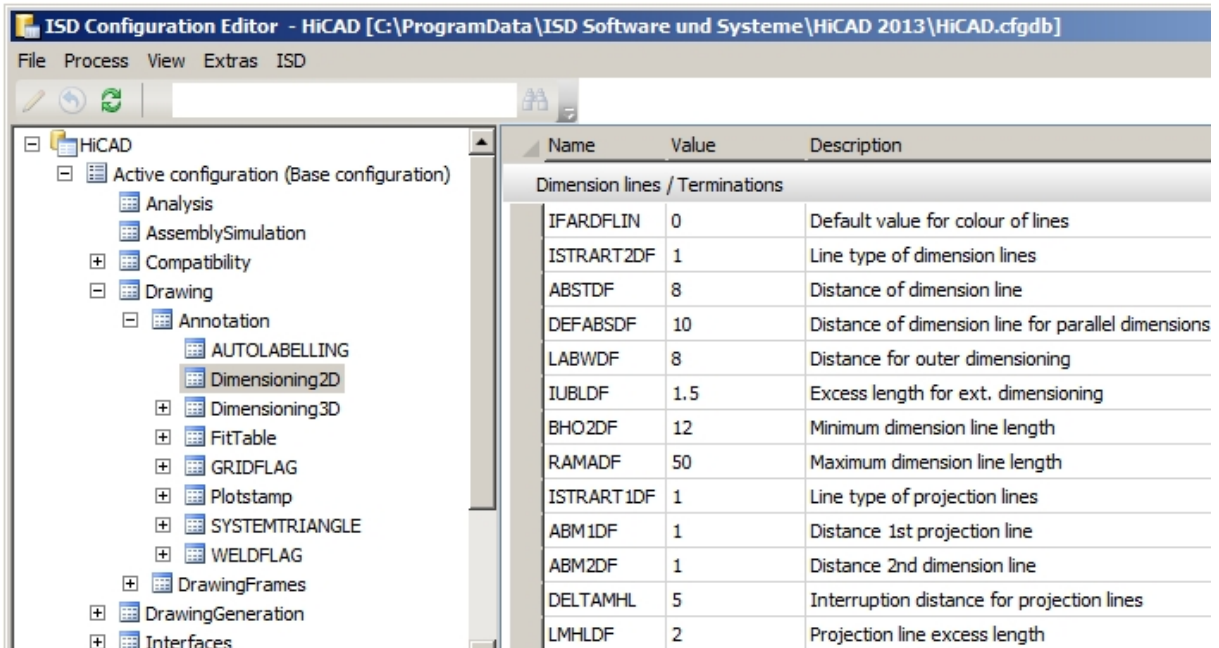 ISD Configuration Editor - HiCAD [C:\ProgramData\ISD Software und Systeme\HiCAD 2013\HiCAD.cfgdb]
File Process View Extras ISD
HiCAD
Active configuration (Base configuration)
Analysis
AssemblySimulation
Compatibility
Drawing
Annotation
AUTOLABELLING
Dimensioning2D
Dimensioning3D
FitTable
GRIDFLAG
Plotstamp
SYSTEMTRIANGLE
WELDFLAG
DrawingFrames
DrawingGeneration
Interfaces
Name Value Description
Dimension lines / Terminations
IFARDFLIN 0 Default value for colour of lines
ISTRART2DF 1 Line type of dimension lines
ABSTDF 8 Distance of dimension line
DEFABSDF 10 Distance of dimension line for parallel dimensions
LABWDF 8 Distance for outer dimensioning
IUBLDF 1.5 Excess length for ext. dimensioning
BHO2DF 12 Minimum dimension line length
RAMADF 50 Maximum dimension line length
ISTRART1DF 1 Line type of projection lines
ABM1DF 1 Distance 1st projection line
ABM2DF 1 Distance 2nd dimension line
DELTAMHL 5 Interruption distance for projection lines
LMHLDF 2 Projection line excess length